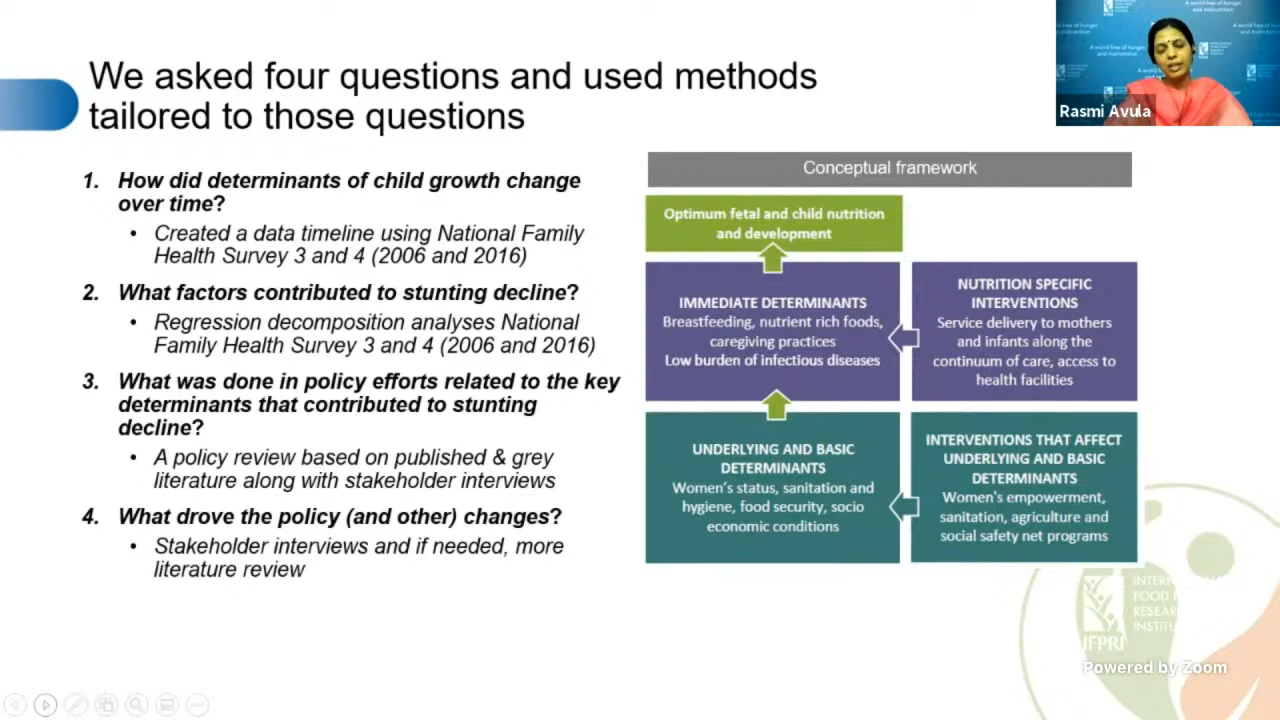 We asked four questions and used methods
tailored to those questions
Rasmi Avula
1. How did determinants of child growth change
over time?
• Created a data timeline using National Family
Health Survey 3 and 4 (2006 and 2016)
2. What factors contributed to stunting decline?
• Regression decomposition analyses National
Family Health Survey 3 and 4 (2006 and 2016)
3. What was done in policy efforts related to the key
determinants that contributed to stunting
decline?
• A policy review based on published & grey
literature along with stakeholder interviews
4. What drove the policy (and other) changes?
• Stakeholder interviews and if needed, more
literature review
Conceptual framework
Optimum fetal and child nutrition
and development
IMMEDIATE DETERMINANTS
Breastfeeding, nutrient rich foods,
caregiving practices
Low burden of infectious diseases
NUTRITION SPECIFIC
INTERVENTIONS
Service delivery to mothers
and infants along the
continuum of care, access to
health facilities
UNDERLYING AND BASIC
DETERMINANTS
Women's status, sanitation and
hygiene, food security, socio
economic conditions
INTERVENTIONS THAT AFFECT
UNDERLYING AND BASIC
DETERMINANTS
Women's empowerment,
sanitation, agriculture and
social safety net programs
IFPRI
Powered by Zoom